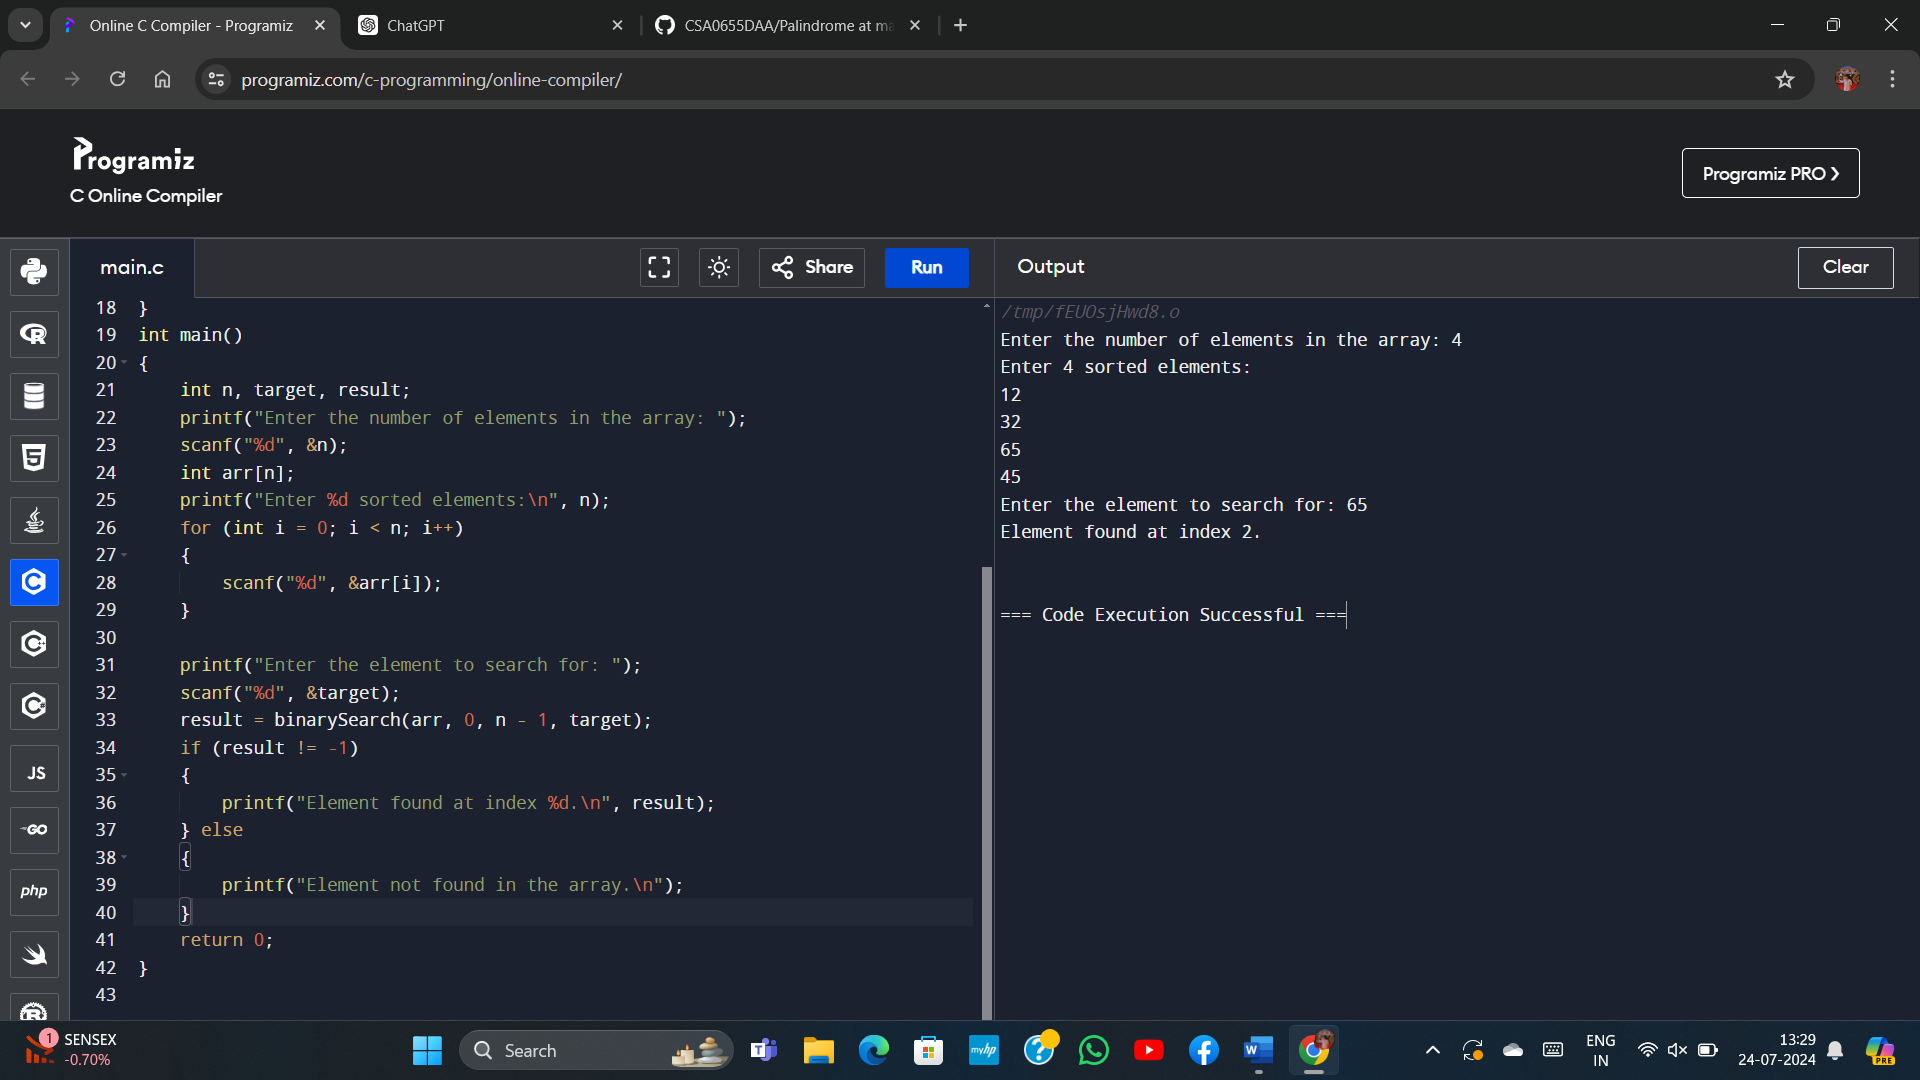 Online C Compiler - Programiz
ChatGPT
CSA0655DAA/Palindrome at ma
programiz.com/c-programming/online-compiler/
Programiz
C Online Compiler
Programiz PRO
main.c
Share
Run
Output
Clear
18 }
19 int main()
20 {
21 int n, target, result;
22 printf("Enter the number of elements in the array: ");
23 scanf("%d", &n);
24 int arr[n];
25 printf("Enter %d sorted elements:\n", n);
26 for (int i = 0; i < n; i++)
27 {
28 scanf("%d", &arr[i]);
29 }
30
31 printf("Enter the element to search for: ");
32 scanf("%d", &target);
33 result = binarySearch(arr, 0, n - 1, target);
34 if (result != -1)
35 {
36 printf("Element found at index %d.\n", result);
37 } else
38 {
39 printf("Element not found in the array.\n");
40 }
41 return 0;
42 }
43
/tmp/fEUOsjHwd8.o
Enter the number of elements in the array: 4
Enter 4 sorted elements:
12
32
65
45
Enter the element to search for: 65
Element found at index 2.
=== Code Execution Successful ===
R
5
C
C
C
JS
GO
php
R
1
SENSEX
-0.70%
Search
myhp
W
ENG
IN
13:29
24-07-2024
PRE